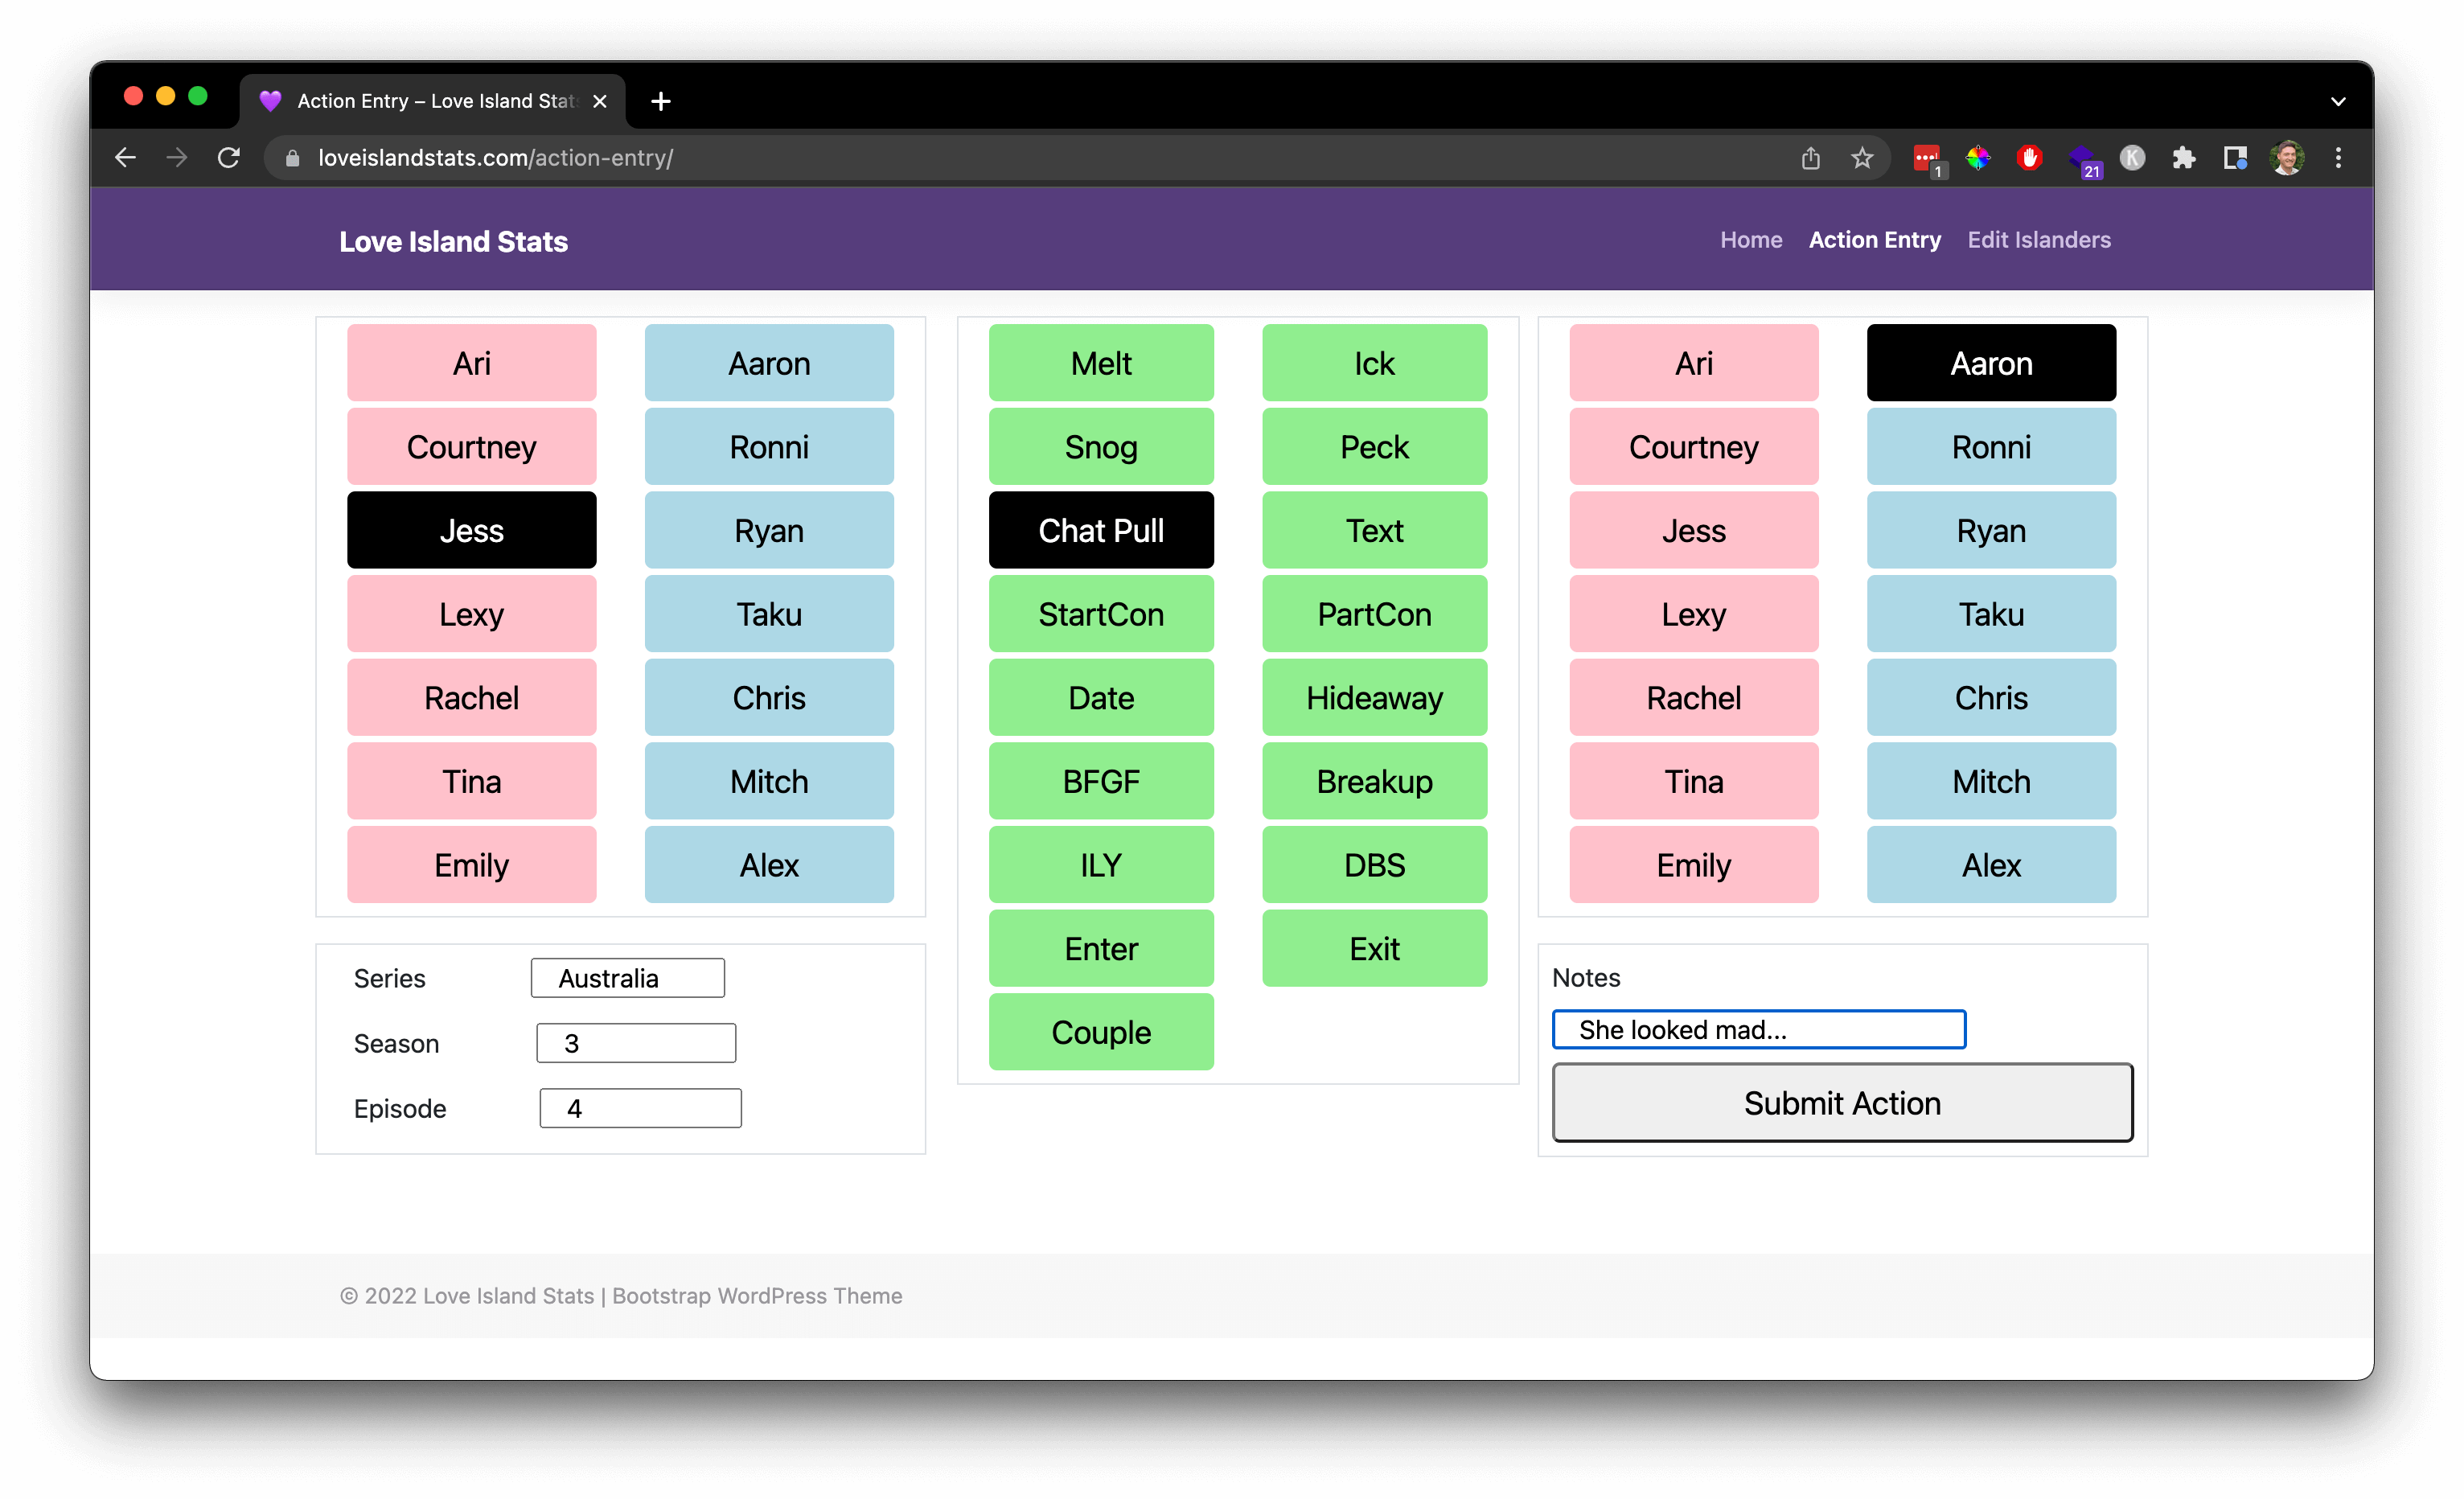 Action Entry – Love Island Stat
loveislandstats.com/action-entry/
1
21
K
Love Island Stats
Home Action Entry Edit Islanders
Ari Aaron
Courtney Ronni
Jess Ryan
Lexy Taku
Rachel Chris
Tina Mitch
Emily Alex
Series Australia
Season 3
Episode 4
Melt Ick
Snog Peck
Chat Pull Text
StartCon PartCon
Date Hideaway
BFGF Breakup
ILY DBS
Enter Exit
Couple
Ari Aaron
Courtney Ronni
Jess Ryan
Lexy Taku
Rachel Chris
Tina Mitch
Emily Alex
Notes
She looked mad...
Submit Action
© 2022 Love Island Stats | Bootstrap WordPress Theme